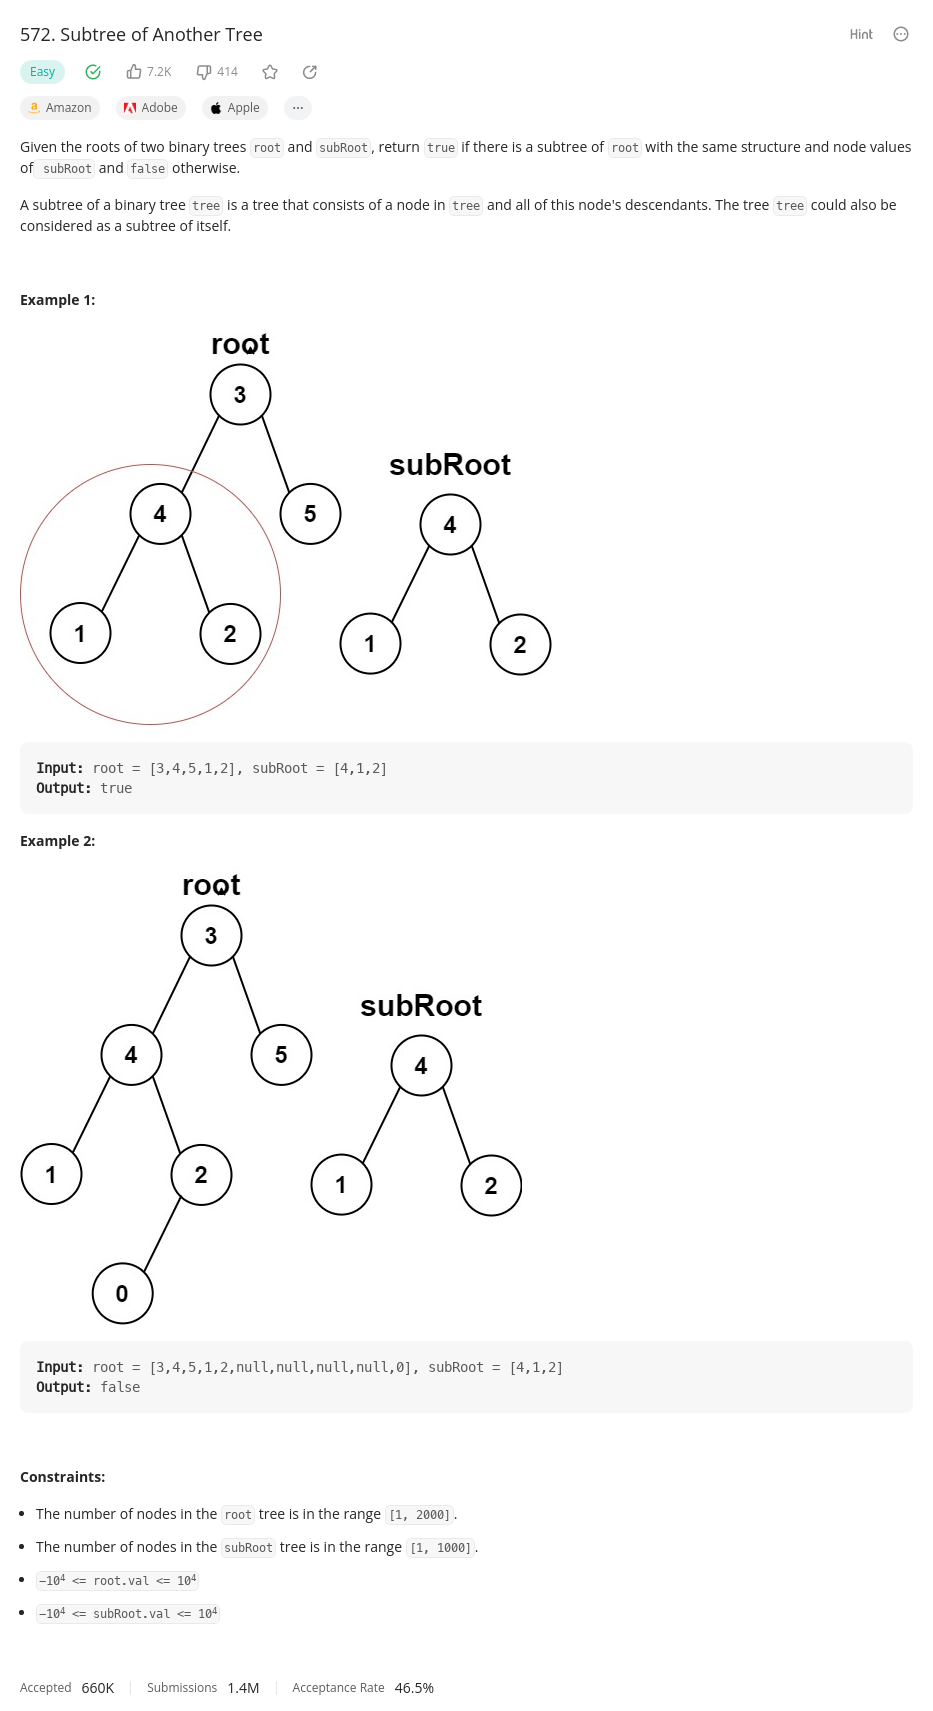 572. Subtree of Another Tree
Hint
Easy 7.2K 414
Amazon Adobe Apple ...
Given the roots of two binary trees root and subRoot, return true if there is a subtree of root with the same structure and node values
of subRoot and false otherwise.
A subtree of a binary tree tree is a tree that consists of a node in tree and all of this node's descendants. The tree tree could also be
considered as a subtree of itself.
Example 1:
root
3
subRoot
4 5 4
1 2 1 2
Input: root = [3,4,5,1,2], subRoot = [4,1,2]
Output: true
Example 2:
root
3
subRoot
4 5 4
1 2 1 2
0
Input: root = [3,4,5,1,2,null,null,null,null,0], subRoot = [4,1,2]
Output: false
Constraints:
• The number of nodes in the root tree is in the range [1, 2000].
• The number of nodes in the subRoot tree is in the range [1, 1000].
• -10⁴ <= root.val <= 10⁴
• -10⁴ <= subRoot.val <= 10⁴
Accepted 660K Submissions 1.4M Acceptance Rate 46.5%